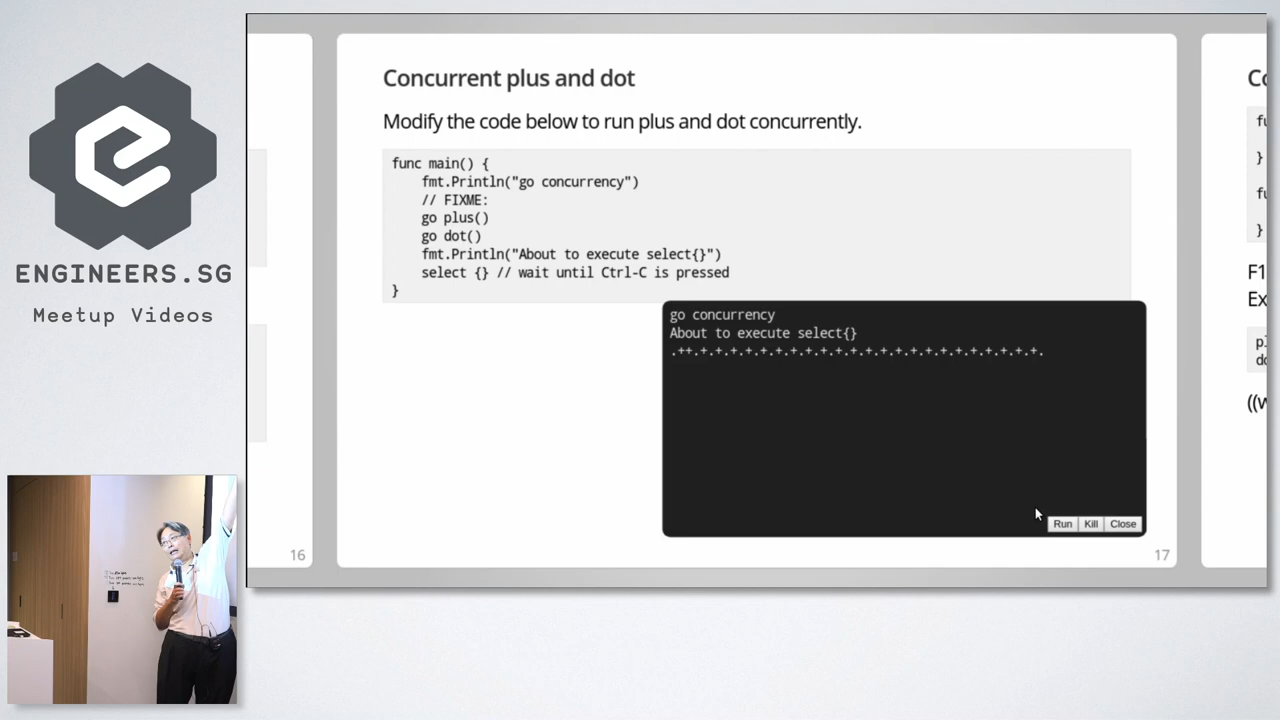 ENGINEERS.SG
Meetup Videos
Concurrent plus and dot
Modify the code below to run plus and dot concurrently.
func main() {
    fmt.Println("go concurrency")
    // FIXME:
    go plus()
    go dot()
    fmt.Println("About to execute select{}")
    select {} // wait until Ctrl-C is pressed
}
go concurrency
About to execute select{}
.++.+.+.+.+.+.+.+.+.+.+.+.+.+.+.+.+.+.+.+.+.+.+.+.
Run Kill Close
16
17
}
}
F1
Ex